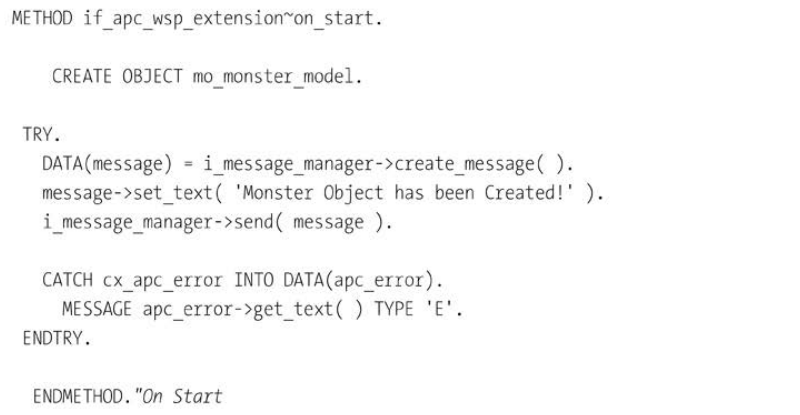 METHOD if_apc_wsp_extension~on_start.
CREATE OBJECT mo_monster_model.
TRY.
DATA(message) = i_message_manager->create_message( ).
message->set_text( 'Monster Object has been Created!' ).
i_message_manager->send( message ).
CATCH cx_apc_error INTO DATA(apc_error).
MESSAGE apc_error->get_text( ) TYPE 'E'.
ENDTRY.
ENDMETHOD."On Start